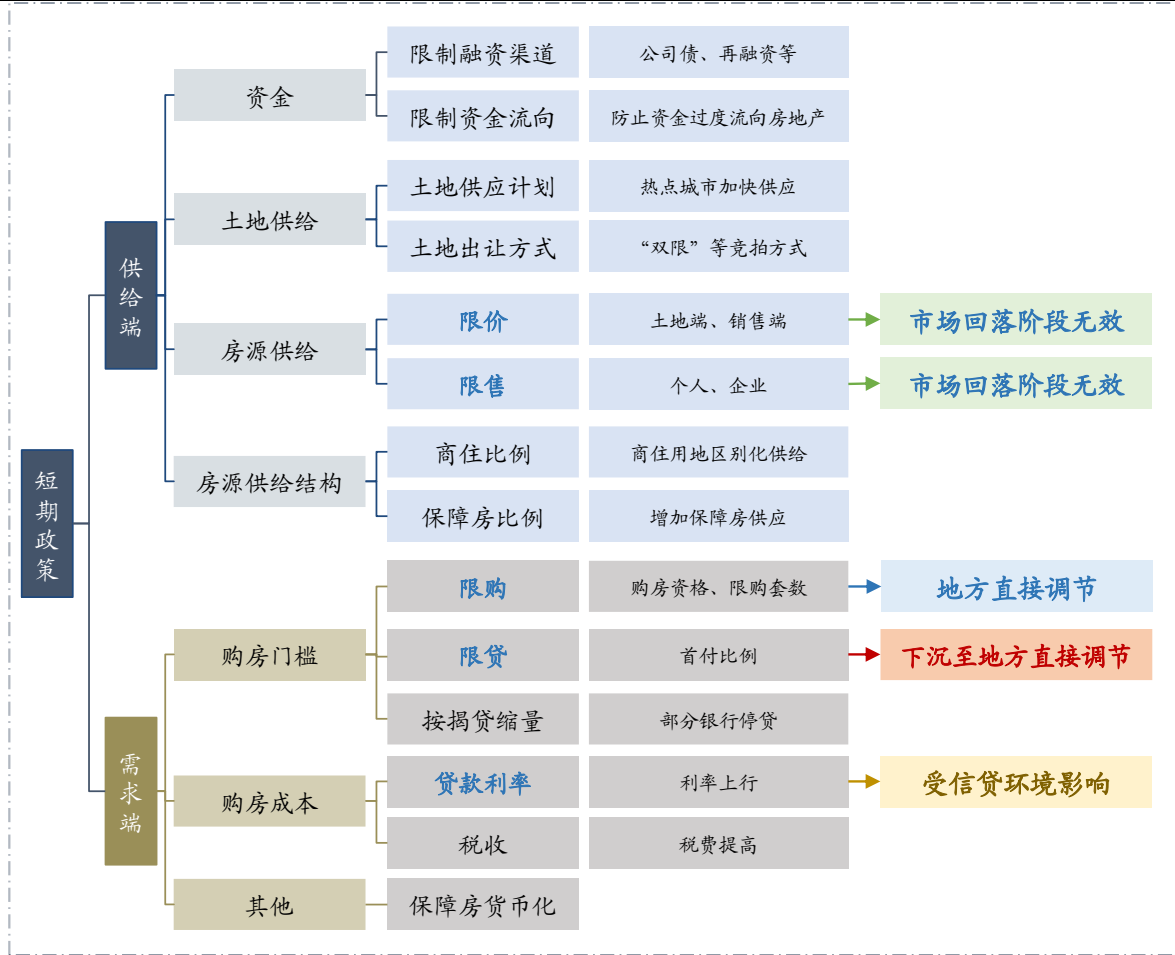 短期政策
供给端
资金
限制融资渠道
公司债、再融资等
限制资金流向
防止资金过度流向房地产
土地供给
土地供应计划
热点城市加快供应
土地出让方式
“双限”等竞拍方式
房源供给
限价
土地端、销售端
市场回落阶段无效
限售
个人、企业
市场回落阶段无效
房源供给结构
商住比例
商住用地区别化供给
保障房比例
增加保障房供应
需求端
购房门槛
限购
购房资格、限购套数
地方直接调节
限贷
首付比例
下沉至地方直接调节
按揭贷缩量
部分银行停贷
购房成本
贷款利率
利率上行
受信贷环境影响
税收
税费提高
其他
保障房货币化